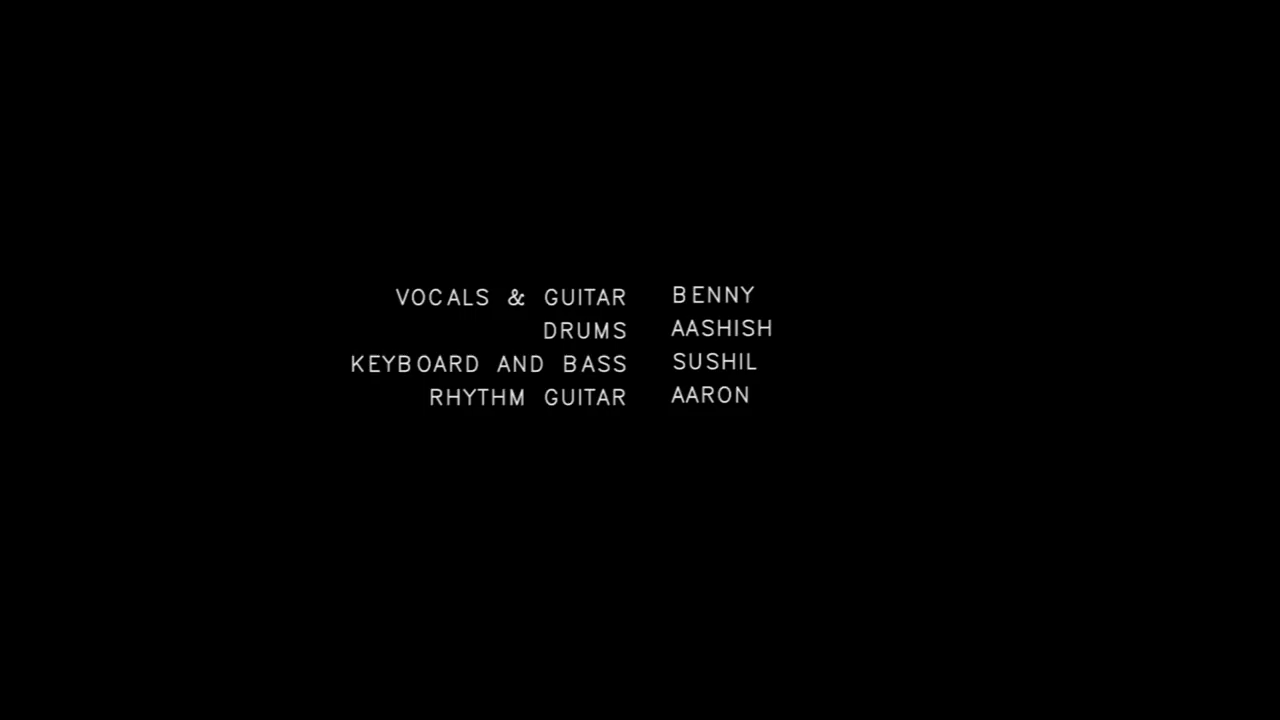 VOCALS & GUITAR BENNY
DRUMS AASHISH
KEYBOARD AND BASS SUSHIL
RHYTHM GUITAR AARON